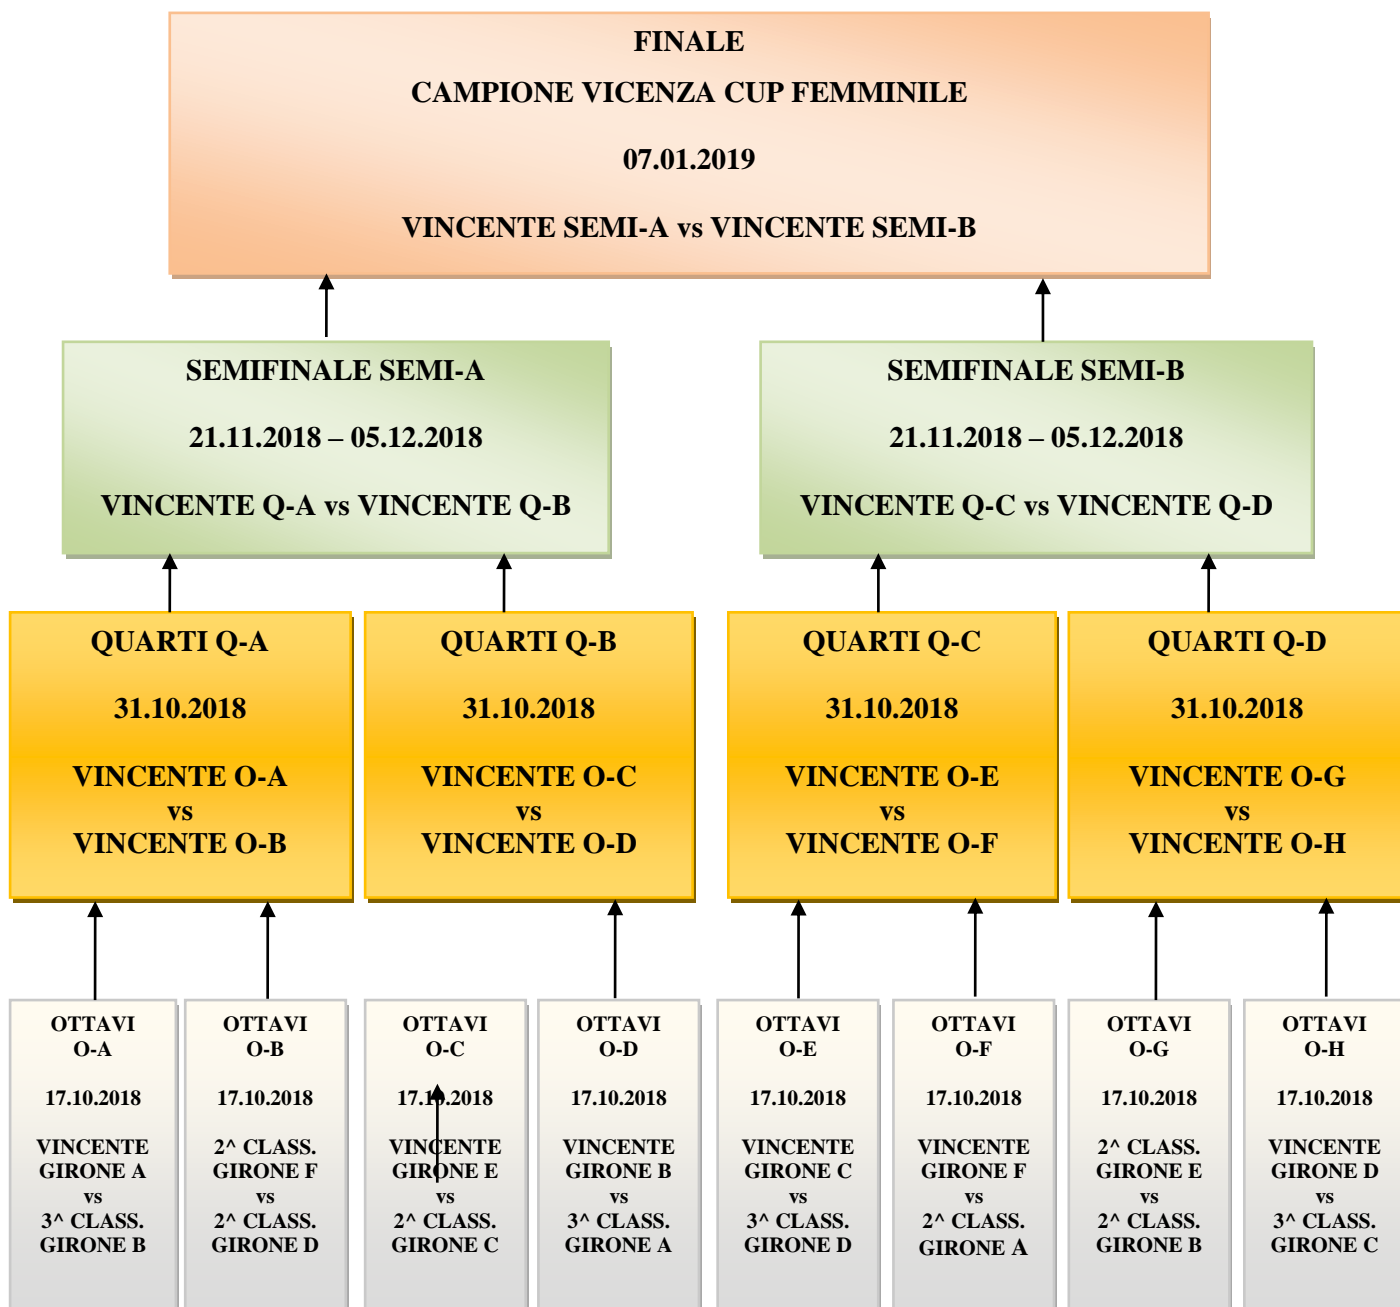 FINALE
CAMPIONE VICENZA CUP FEMMINILE
07.01.2019
VINCENTE SEMI-A vs VINCENTE SEMI-B
SEMIFINALE SEMI-A
21.11.2018 – 05.12.2018
VINCENTE Q-A vs VINCENTE Q-B
SEMIFINALE SEMI-B
21.11.2018 – 05.12.2018
VINCENTE Q-C vs VINCENTE Q-D
QUARTI Q-A
31.10.2018
VINCENTE O-A
vs
VINCENTE O-B
QUARTI Q-B
31.10.2018
VINCENTE O-C
vs
VINCENTE O-D
QUARTI Q-C
31.10.2018
VINCENTE O-E
vs
VINCENTE O-F
QUARTI Q-D
31.10.2018
VINCENTE O-G
vs
VINCENTE O-H
OTTAVI
O-A
17.10.2018
VINCENTE
GIRONE A
vs
3^ CLASS.
GIRONE B
OTTAVI
O-B
17.10.2018
2^ CLASS.
GIRONE F
vs
2^ CLASS.
GIRONE D
OTTAVI
O-C
17.10.2018
VINCENTE
GIRONE E
vs
2^ CLASS.
GIRONE C
OTTAVI
O-D
17.10.2018
VINCENTE
GIRONE B
vs
3^ CLASS.
GIRONE A
OTTAVI
O-E
17.10.2018
VINCENTE
GIRONE C
vs
3^ CLASS.
GIRONE D
OTTAVI
O-F
17.10.2018
VINCENTE
GIRONE F
vs
2^ CLASS.
GIRONE A
OTTAVI
O-G
17.10.2018
2^ CLASS.
GIRONE E
vs
2^ CLASS.
GIRONE B
OTTAVI
O-H
17.10.2018
VINCENTE
GIRONE D
vs
3^ CLASS.
GIRONE C